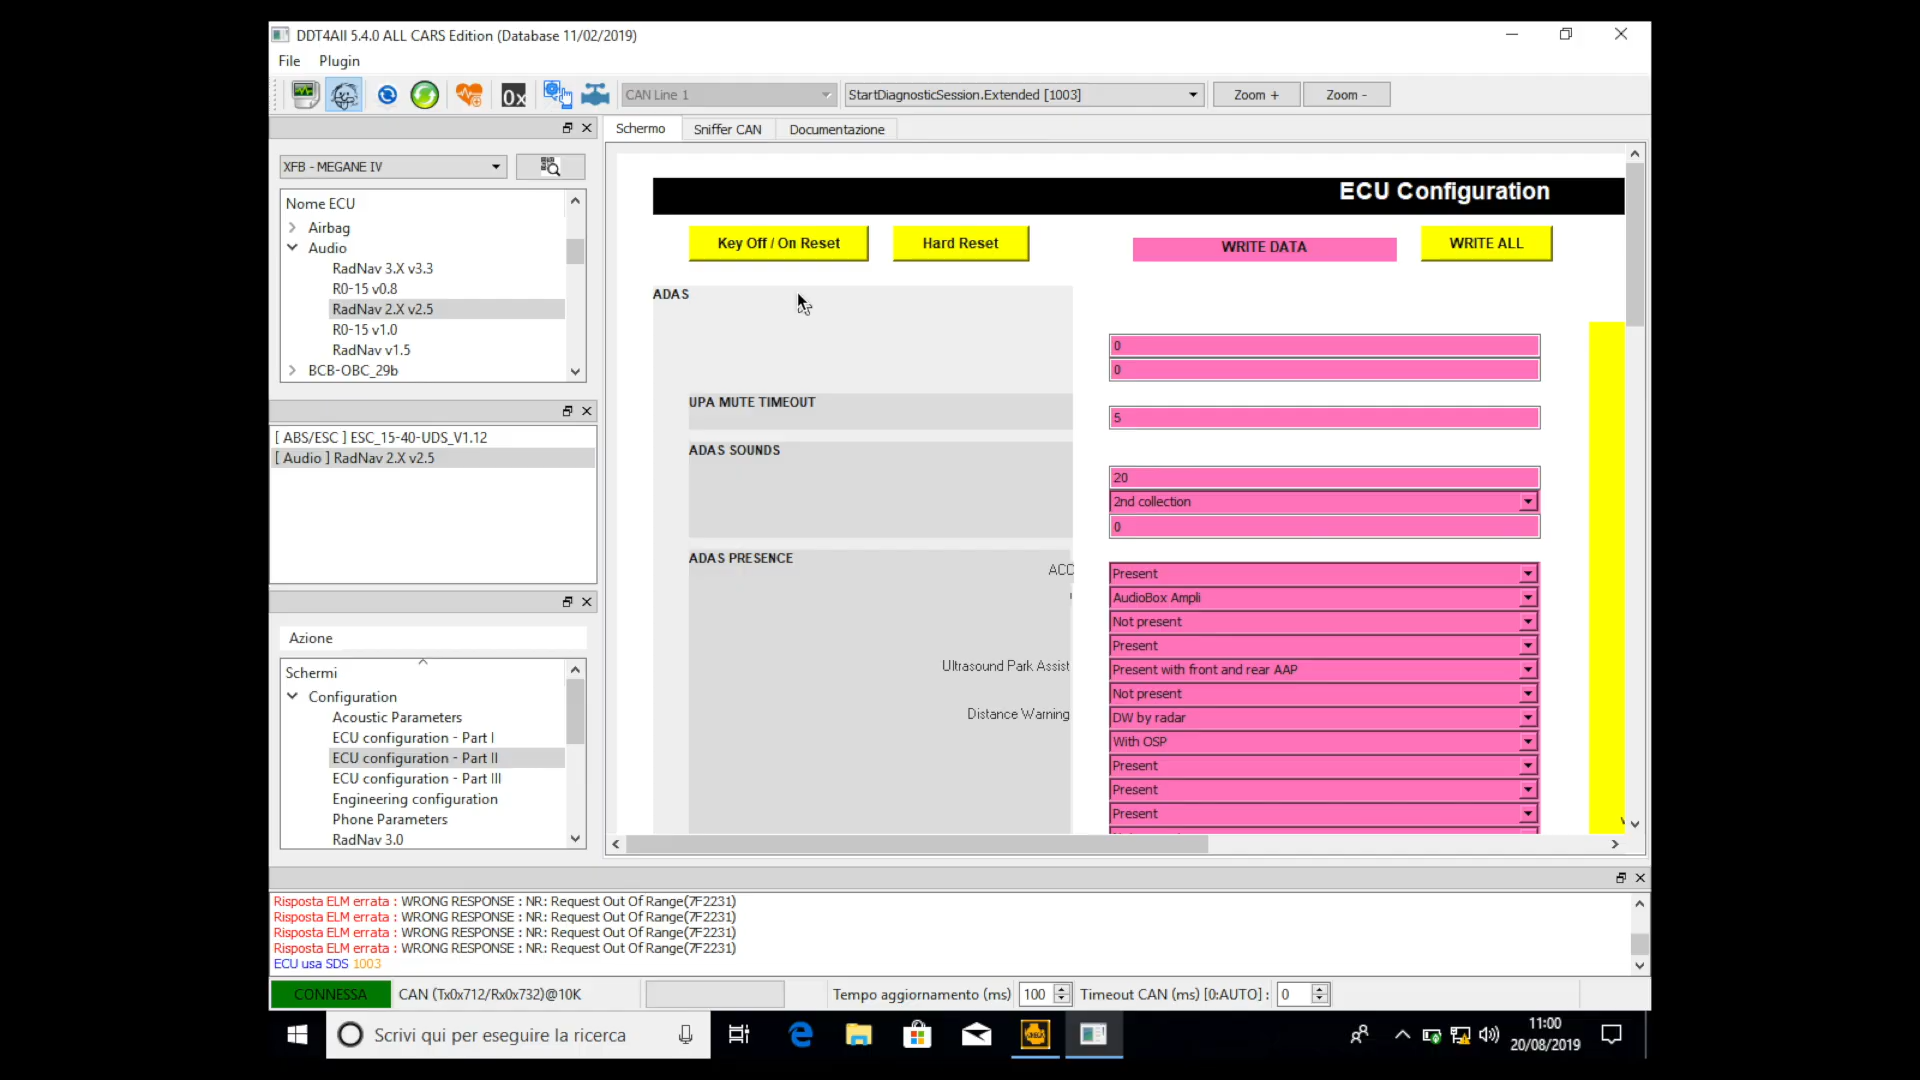 DDT4All 5.4.0 ALL CARS Edition (Database 11/02/2019)
File Plugin
0x
CAN Line 1
StartDiagnosticSession.Extended [1003]
Zoom +
Zoom -
Schermo
Sniffer CAN
Documentazione
XFB - MEGANE IV
Nome ECU
Airbag
Audio
RadNav 3.X v3.3
R0-15 v0.8
RadNav 2.X v2.5
R0-15 v1.0
RadNav v1.5
BCB-OBC_29b
[ ABS/ESC ] ESC_15-40-UDS_V1.12
[ Audio ] RadNav 2.X v2.5
Azione
Schermi
Configuration
Acoustic Parameters
ECU configuration - Part I
ECU configuration - Part II
ECU configuration - Part III
Engineering configuration
Phone Parameters
RadNav 3.0
ECU Configuration
Key Off / On Reset
Hard Reset
WRITE DATA
WRITE ALL
ADAS
0
0
UPA MUTE TIMEOUT
5
ADAS SOUNDS
20
2nd collection
0
ADAS PRESENCE
ACC
Present
AudioBox Ampli
Not present
Present
Ultrasound Park Assist
Present with front and rear AAP
Not present
Distance Warning
DW by radar
With OSP
Present
Present
Present
Risposta ELM errata : WRONG RESPONSE : NR: Request Out Of Range(7F2231)
Risposta ELM errata : WRONG RESPONSE : NR: Request Out Of Range(7F2231)
Risposta ELM errata : WRONG RESPONSE : NR: Request Out Of Range(7F2231)
Risposta ELM errata : WRONG RESPONSE : NR: Request Out Of Range(7F2231)
ECU usa SDS 1003
CONNESSA
CAN (Tx0x712/Rx0x732)@10K
Tempo aggiornamento (ms)
100
Timeout CAN (ms) [0:AUTO] :
0
Scrivi qui per eseguire la ricerca
11:00
20/08/2019